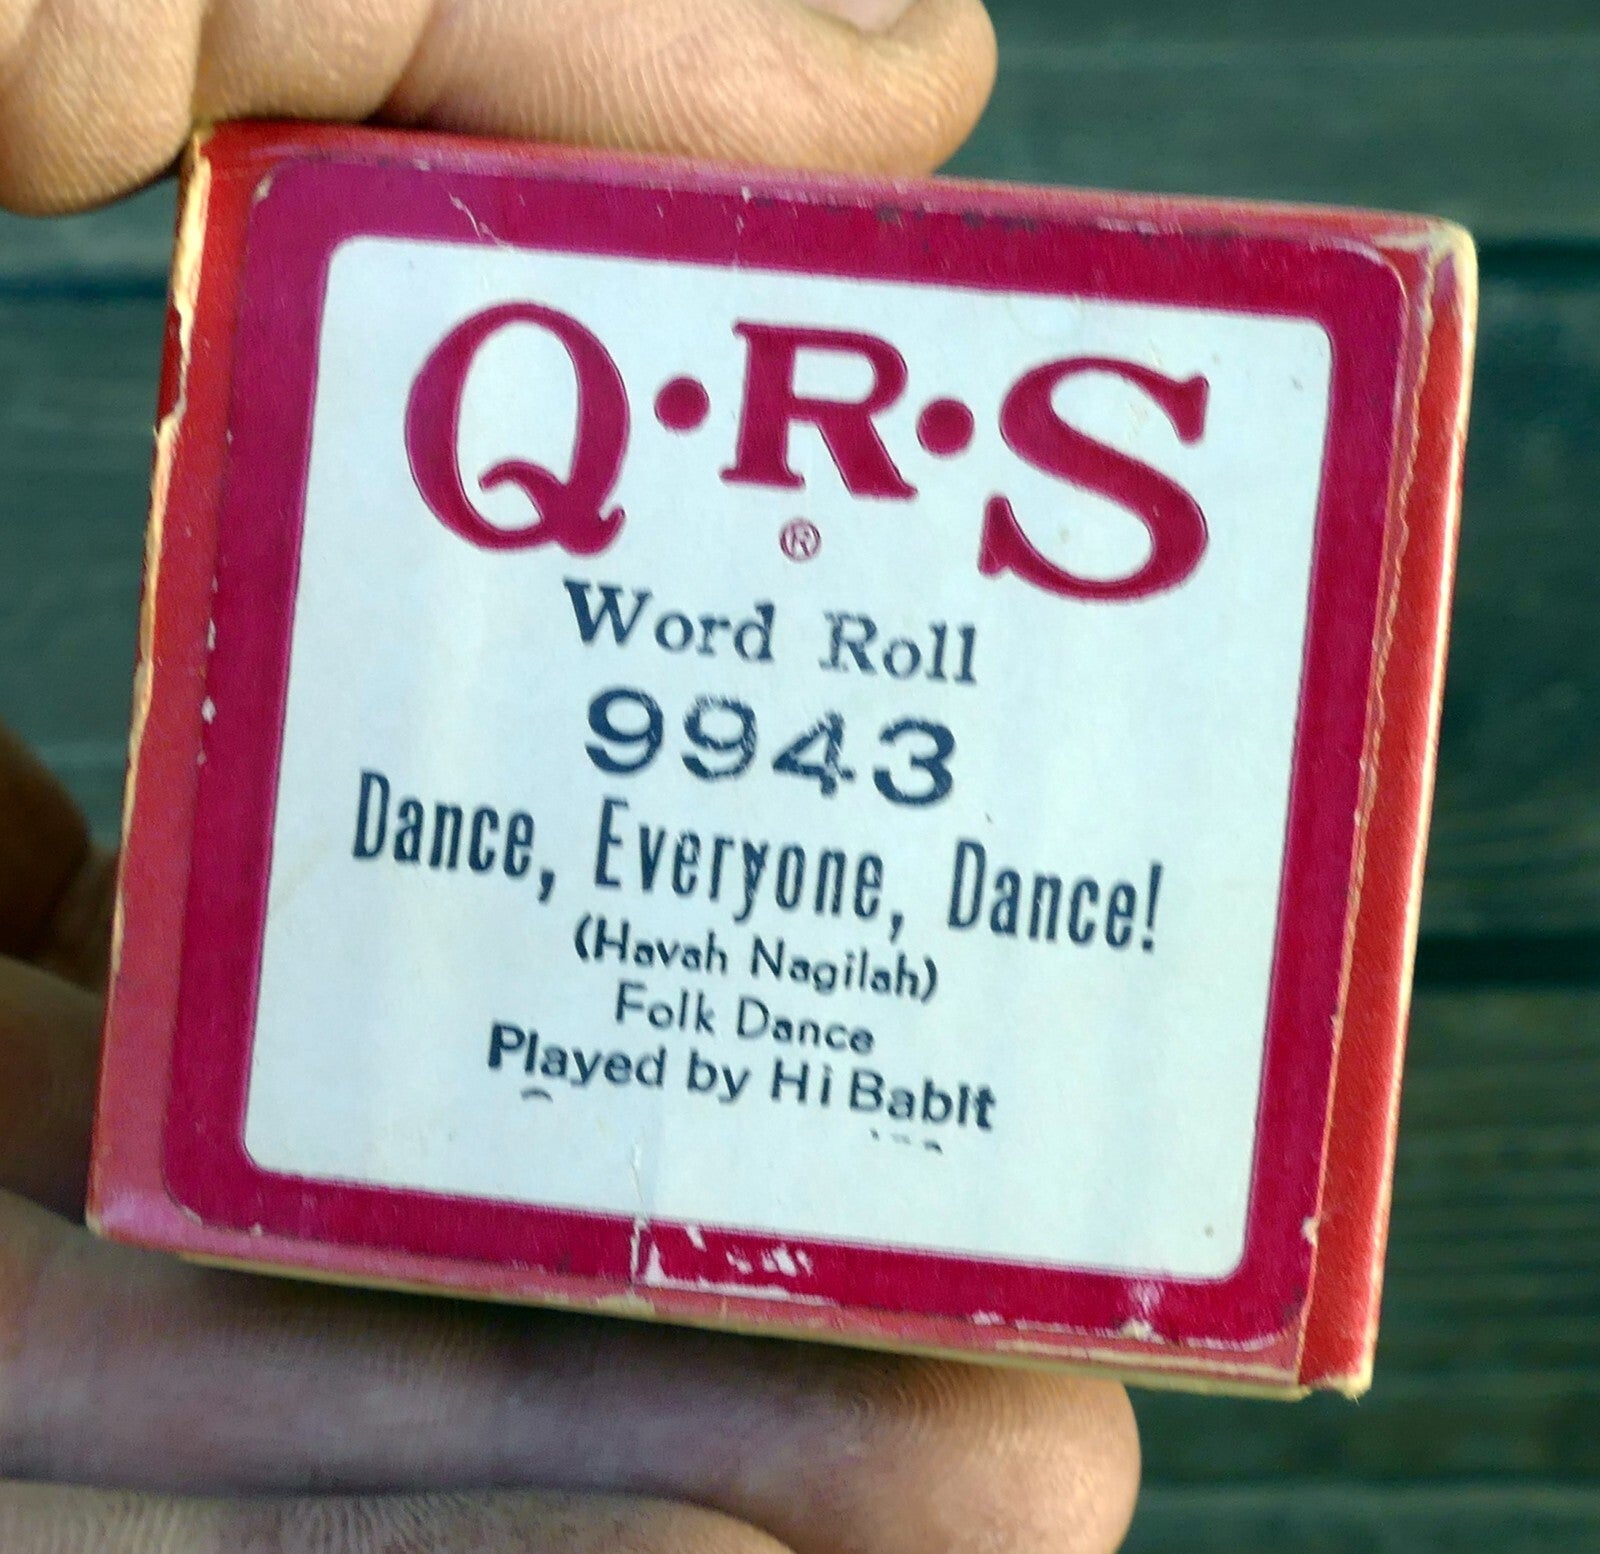 Q·R·S
®
Word Roll
9943
Dance, Everyone, Dance!
(Havah Nagilah)
Folk Dance
Played by Hi Babit